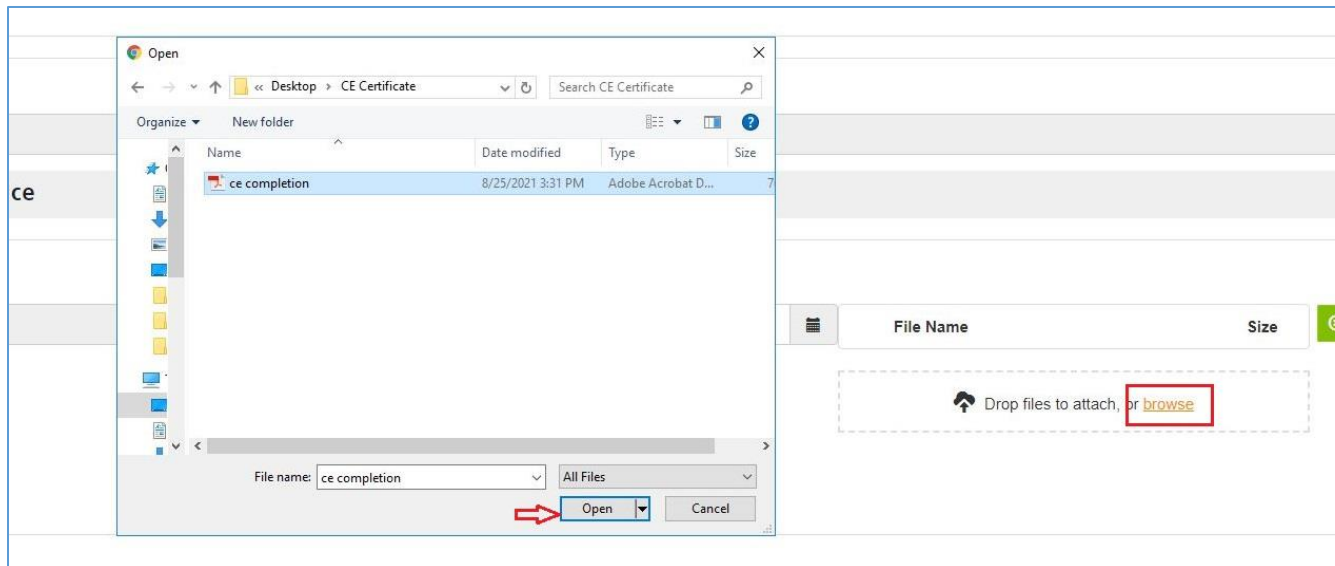 Open
« Desktop › CE Certificate
Search CE Certificate
Organize
New folder
Name
Date modified
Type
Size
ce completion
8/25/2021 3:31 PM
Adobe Acrobat D...
7
ce
File Name
Size
Drop files to attach, or browse
File name:
ce completion
All Files
Open
Cancel